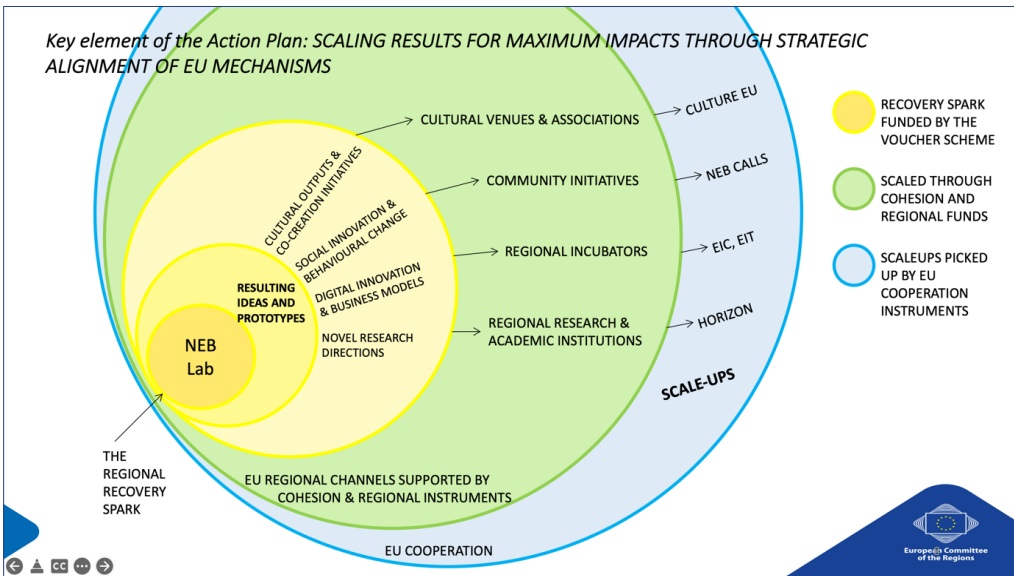 Key element of the Action Plan: SCALING RESULTS FOR MAXIMUM IMPACTS THROUGH STRATEGIC
ALIGNMENT OF EU MECHANISMS
CULTURE EU
CULTURAL VENUES & ASSOCIATIONS
NEB CALLS
COMMUNITY INITIATIVES
EIC, EIT
REGIONAL INCUBATORS
HORIZON
REGIONAL RESEARCH &
ACADEMIC INSTITUTIONS
SCALE-UPS
CULTURAL OUTPUTS &
CO-CREATION INITIATIVES
SOCIAL INNOVATION &
BEHAVIOURAL CHANGE
DIGITAL INNOVATION
& BUSINESS MODELS
NOVEL RESEARCH
DIRECTIONS
RESULTING
IDEAS AND
PROTOTYPES
NEB
Lab
THE
REGIONAL
RECOVERY
SPARK
EU REGIONAL CHANNELS SUPPORTED BY
COHESION & REGIONAL INSTRUMENTS
EU COOPERATION
RECOVERY SPARK
FUNDED BY THE
VOUCHER SCHEME
SCALED THROUGH
COHESION AND
REGIONAL FUNDS
SCALEUPS PICKED
UP BY EU
COOPERATION
INSTRUMENTS
European Committee
of the Regions
CC